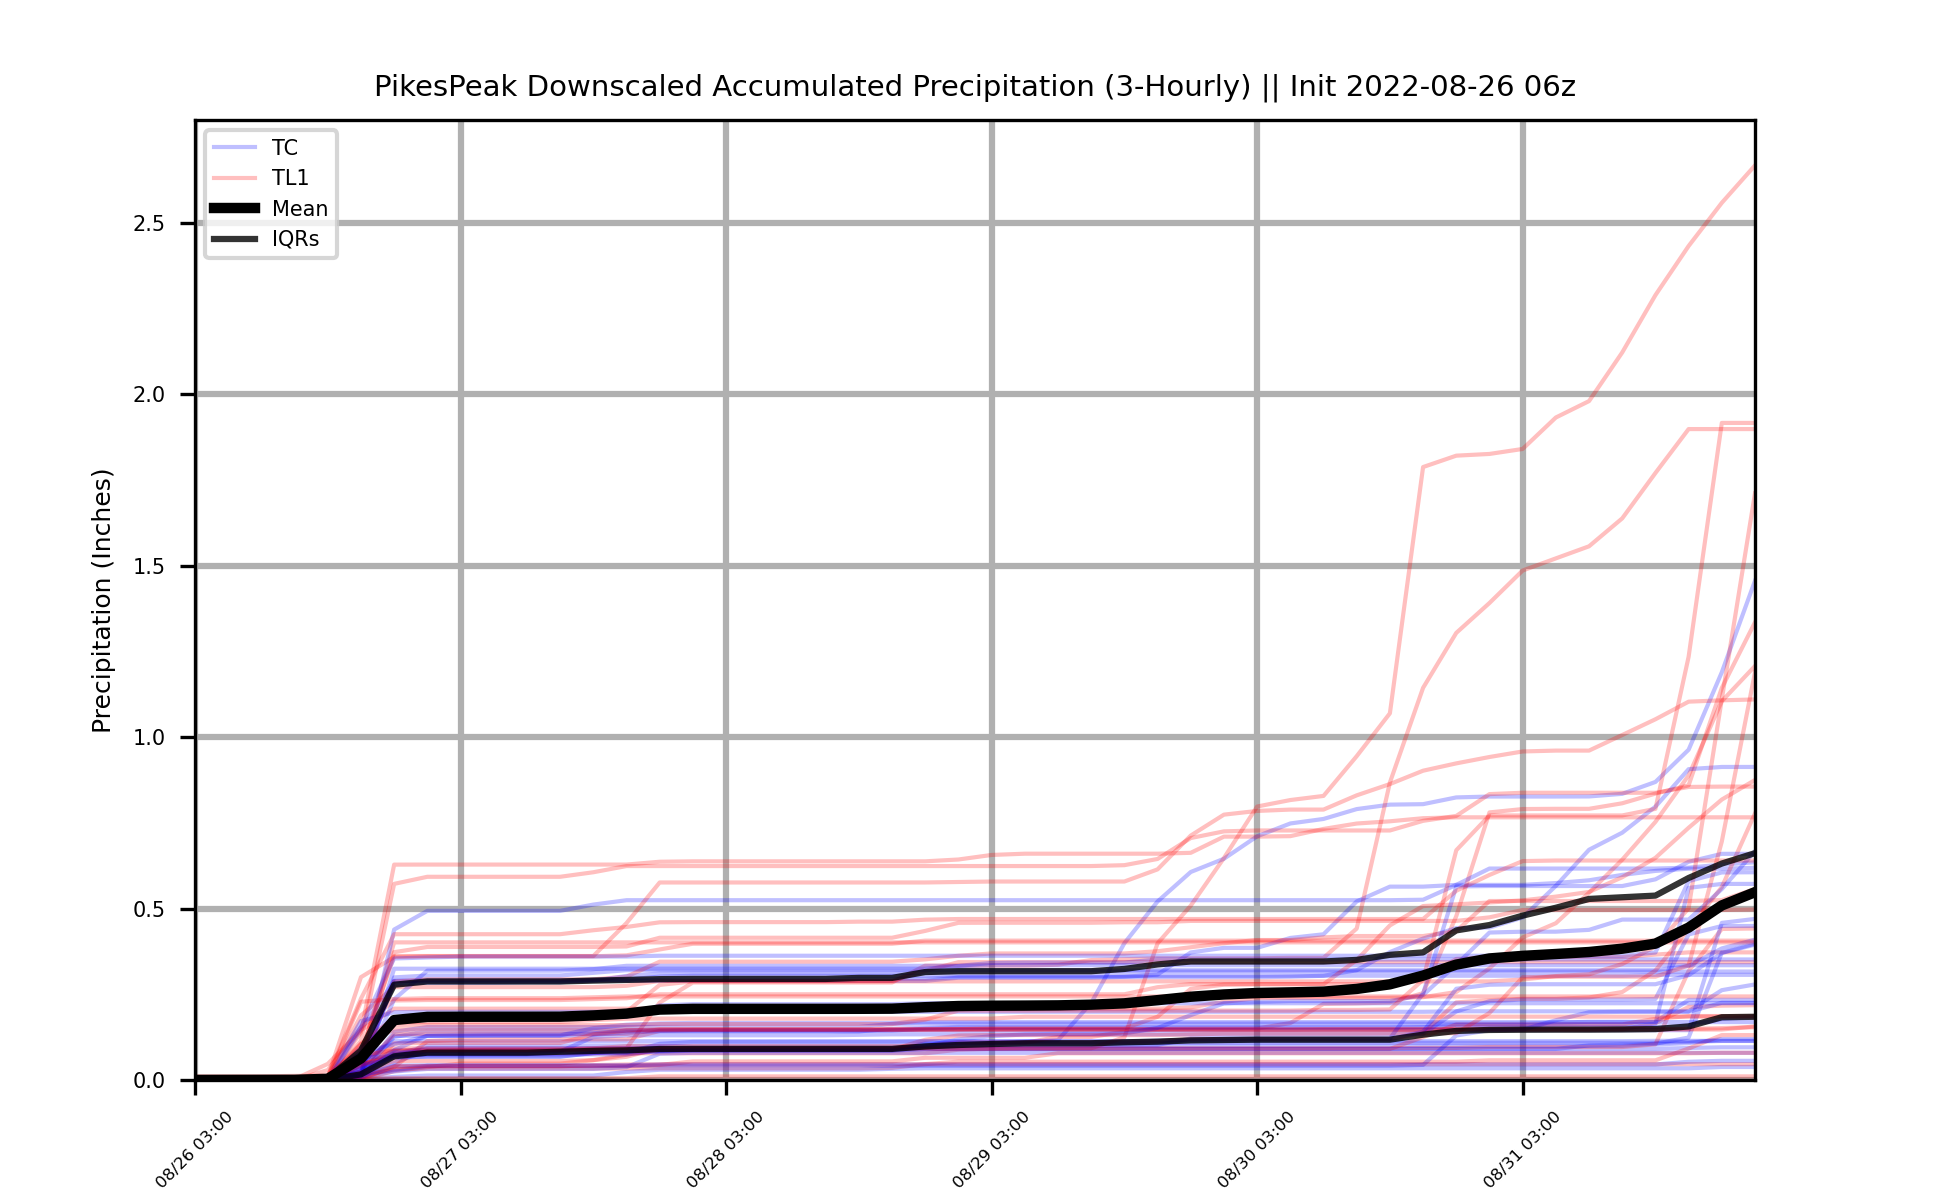 PikesPeak Downscaled Accumulated Precipitation (3-Hourly) || Init 2022-08-26 06z
TC
TL1
Mean
IQRs
Precipitation (Inches)
2.5
2.0
1.5
1.0
0.5
0.0
08/26 03:00
08/27 03:00
08/28 03:00
08/29 03:00
08/30 03:00
08/31 03:00